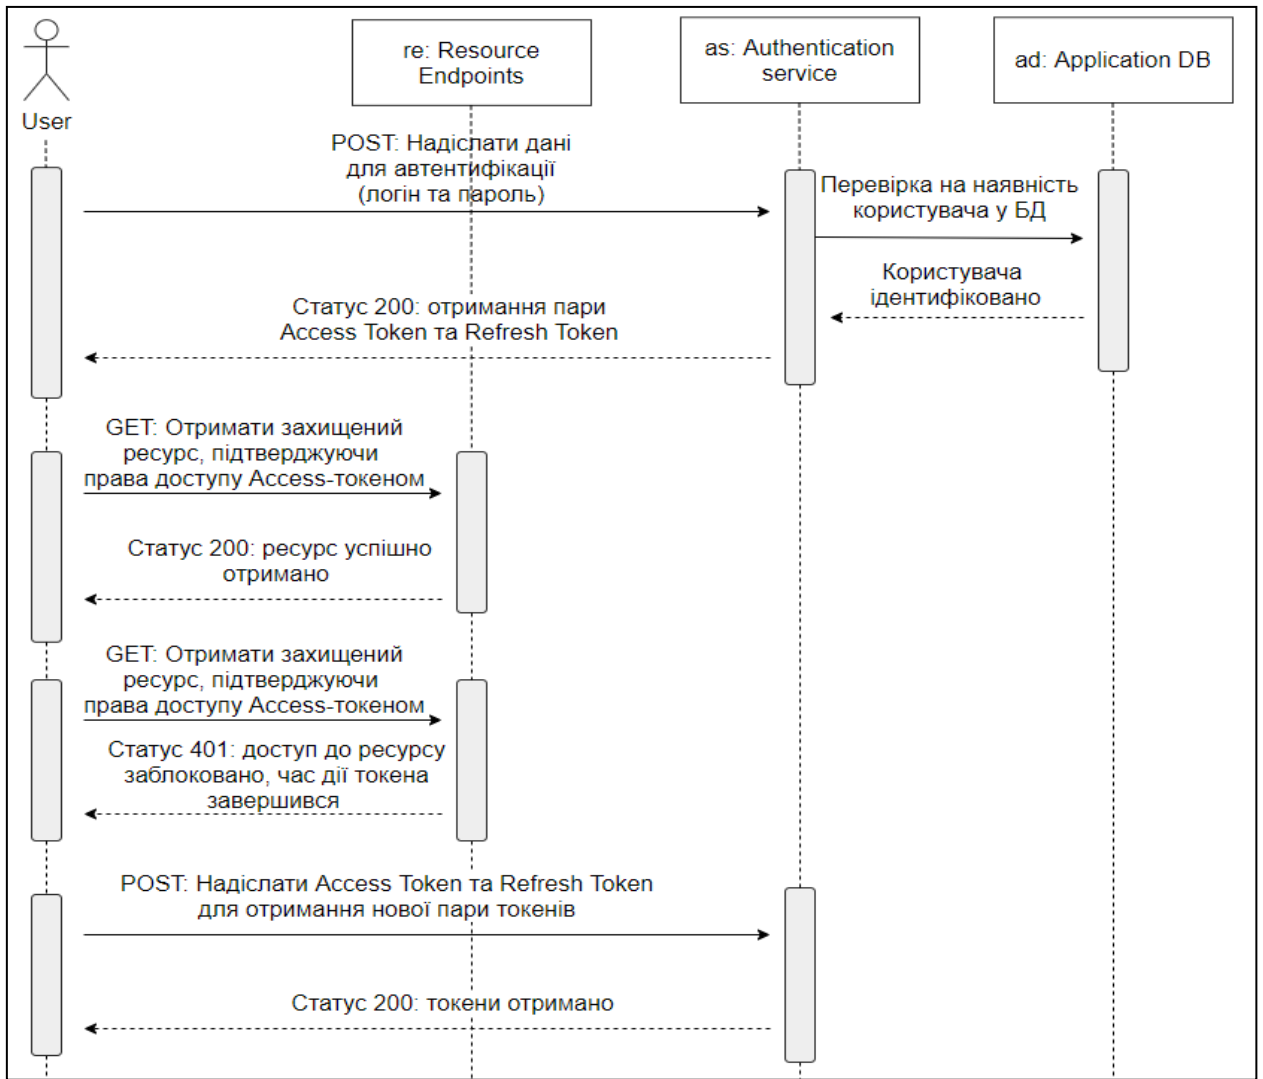 User
re: Resource
Endpoints
as: Authentication
service
ad: Application DB
POST: Надіслати дані
для автентифікації
(логін та пароль)
Перевірка на наявність
користувача у БД
Користувача
ідентифіковано
Статус 200: отримання пари
Access Token та Refresh Token
GET: Отримати захищений
ресурс, підтверджуючи
права доступу Access-токеном
Статус 200: ресурс успішно
отримано
GET: Отримати захищений
ресурс, підтверджуючи
права доступу Access-токеном
Статус 401: доступ до ресурсу
заблоковано, час дії токена
завершився
POST: Надіслати Access Token та Refresh Token
для отримання нової пари токенів
Статус 200: токени отримано